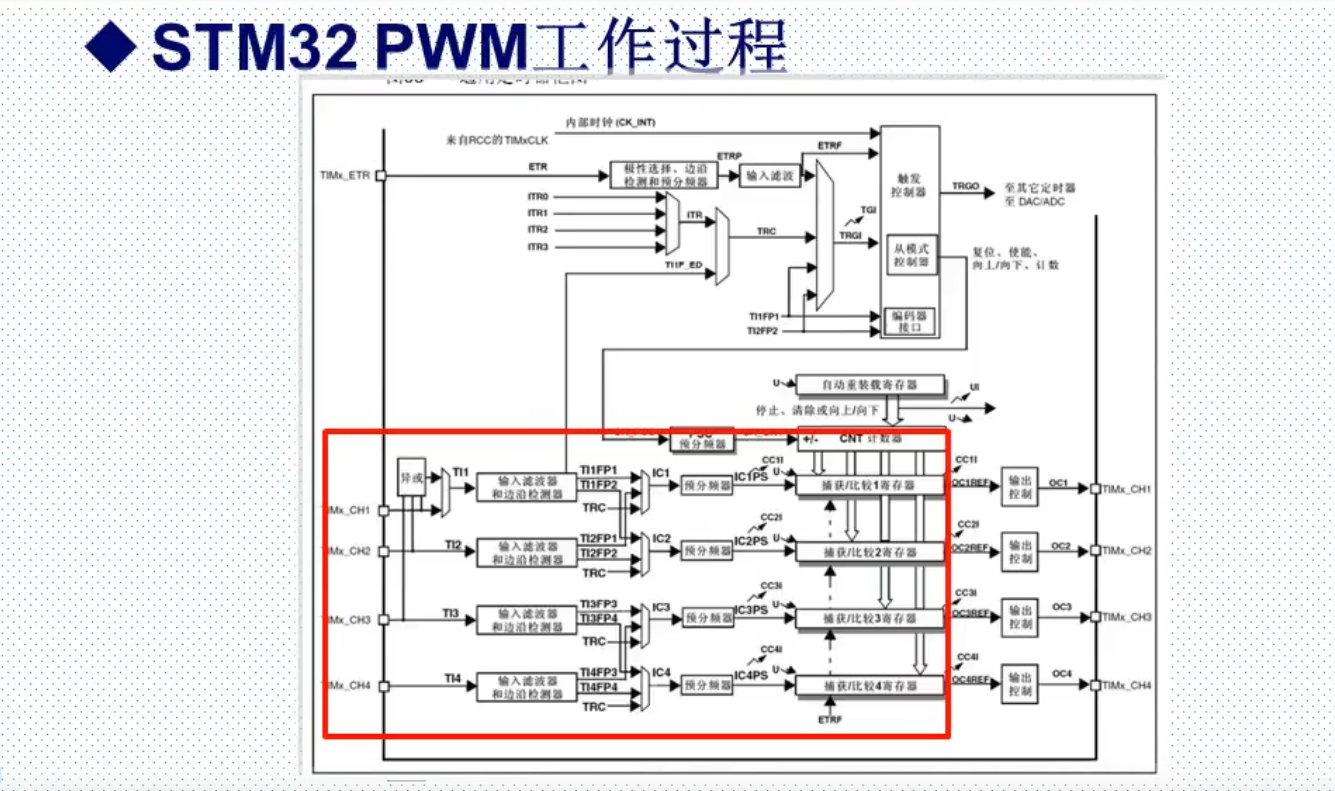 STM32 PWM工作过程
内部时钟(CK_INT)
来自RCC的TIMxCLK
ETRF
ETRP
ETR
TIMx_ETR
极性选择、边沿
检测和预分频器
输入滤波
触发
控制器
TRGO
至其它定时器
至 DAC/ADC
ITR0
ITR1
ITR2
ITR3
ITR
TRC
TGI
TRGI
从模式
控制器
复位、使能、
向上/向下、计数
TI1F_ED
TI1FP1
TI2FP2
编码器
接口
U
自动重装载寄存器
UI
停止、清除或向上/向下
U
预分频器
+/-
CNT 计数器
异或
TI1
输入滤波器
和边沿检测器
TI1FP1
TI1FP2
TRC
IC1
预分频器
IC1PS
CC1I
U
捕获/比较1寄存器
CC1I
OC1REF
输出
控制
OC1
TIMx_CH1
TIMx_CH1
TI2
输入滤波器
和边沿检测器
TI2FP1
TI2FP2
TRC
IC2
预分频器
IC2PS
CC2I
U
捕获/比较2寄存器
CC2I
OC2REF
输出
控制
OC2
TIMx_CH2
TIMx_CH2
TI3
输入滤波器
和边沿检测器
TI3FP3
TI3FP4
TRC
IC3
预分频器
IC3PS
CC3I
U
捕获/比较3寄存器
CC3I
OC3REF
输出
控制
OC3
TIMx_CH3
TIMx_CH3
TI4
输入滤波器
和边沿检测器
TI4FP3
TI4FP4
TRC
IC4
预分频器
IC4PS
CC4I
U
捕获/比较4寄存器
CC4I
OC4REF
输出
控制
OC4
TIMx_CH4
TIMx_CH4
ETRF